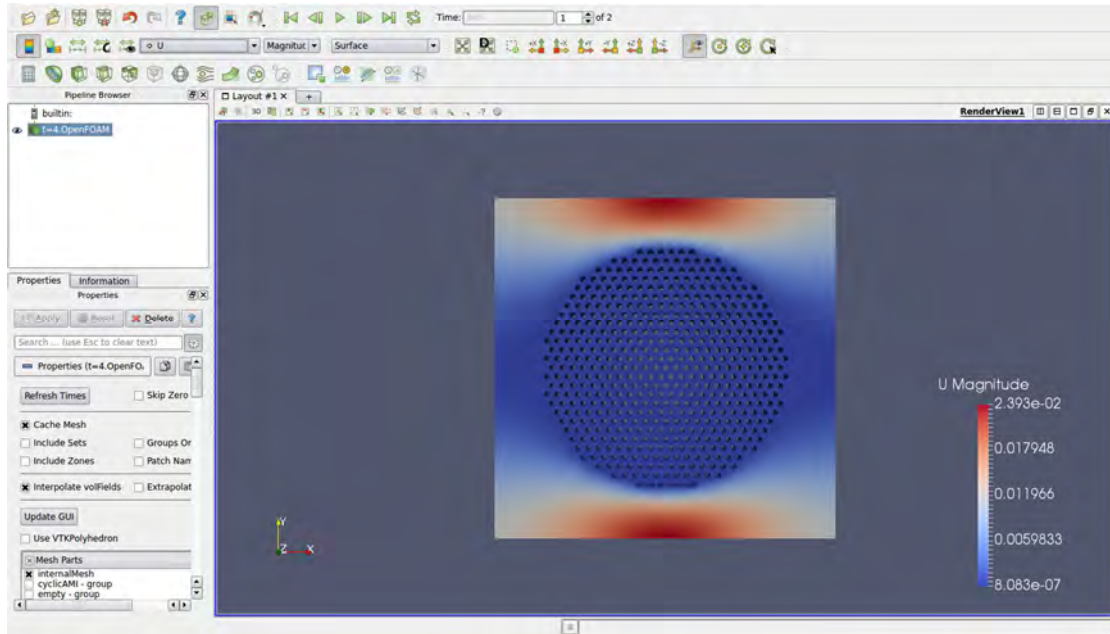 Time:
1
of 2
U
Magnituc
Surface
Pipeline Browser
Layout #1
builtin:
t=4.OpenFOAM
3D
RenderView1
Properties
Information
Properties
Apply
Reset
Delete
?
Search ... (use Esc to clear text)
Properties (t=4.OpenFO.
Refresh Times
Skip Zero
Cache Mesh
Include Sets
Groups Or
Include Zones
Patch Nam
Interpolate volFields
Extrapolat
Update GUI
Use VTKPolyhedron
Mesh Parts
internalMesh
cyclicAMI - group
empty - group
Y
Z
X
U Magnitude
2.393e-02
0.017948
0.011966
0.0059833
8.083e-07